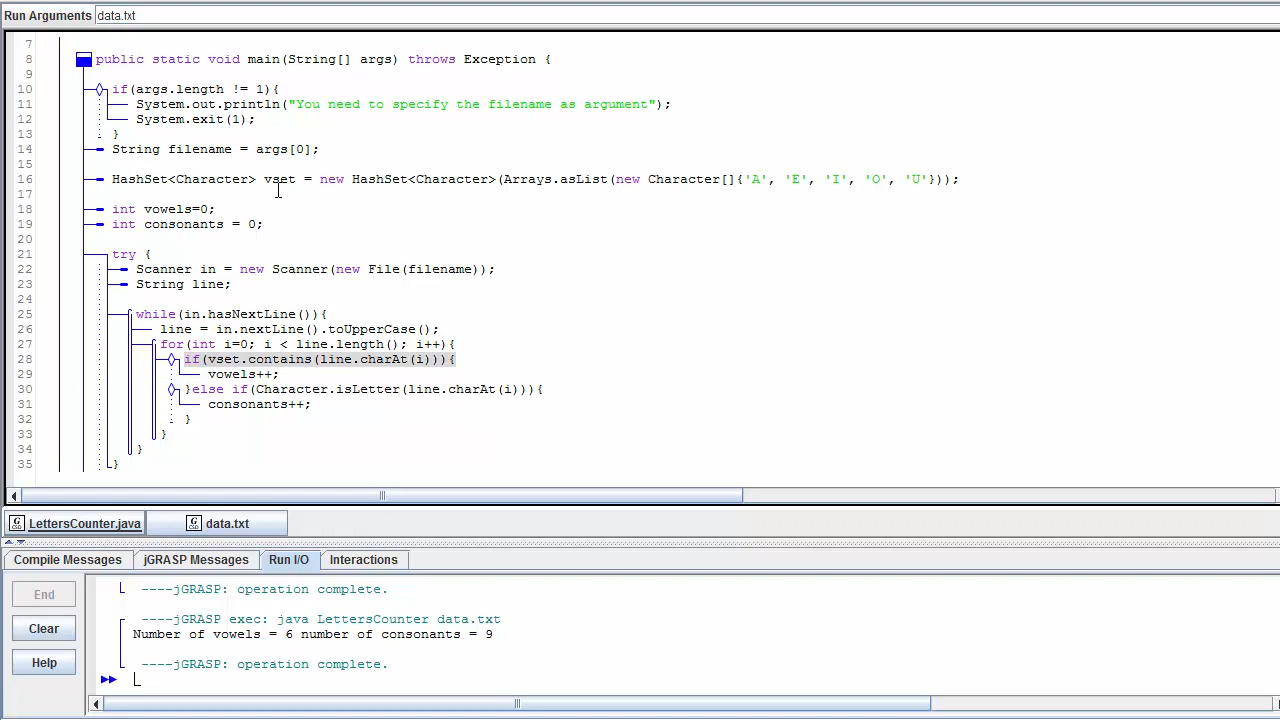 Run Arguments data.txt
7
8 public static void main(String[] args) throws Exception {
9
10 if(args.length != 1){
11 System.out.println("You need to specify the filename as argument");
12 System.exit(1);
13 }
14 String filename = args[0];
15
16 HashSet<Character> vset = new HashSet<Character>(Arrays.asList(new Character[]{'A', 'E', 'I', 'O', 'U'}));
17
18 int vowels=0;
19 int consonants = 0;
20
21 try {
22 Scanner in = new Scanner(new File(filename));
23 String line;
24
25 while(in.hasNextLine()){
26 line = in.nextLine().toUpperCase();
27 for(int i=0; i < line.length(); i++){
28 if(vset.contains(line.charAt(i))){
29 vowels++;
30 }else if(Character.isLetter(line.charAt(i))){
31 consonants++;
32 }
33 }
34 }
35 }
LettersCounter.java data.txt
Compile Messages jGRASP Messages Run I/O Interactions
End
Clear
Help
----jGRASP: operation complete.
----jGRASP exec: java LettersCounter data.txt
Number of vowels = 6 number of consonants = 9
----jGRASP: operation complete.